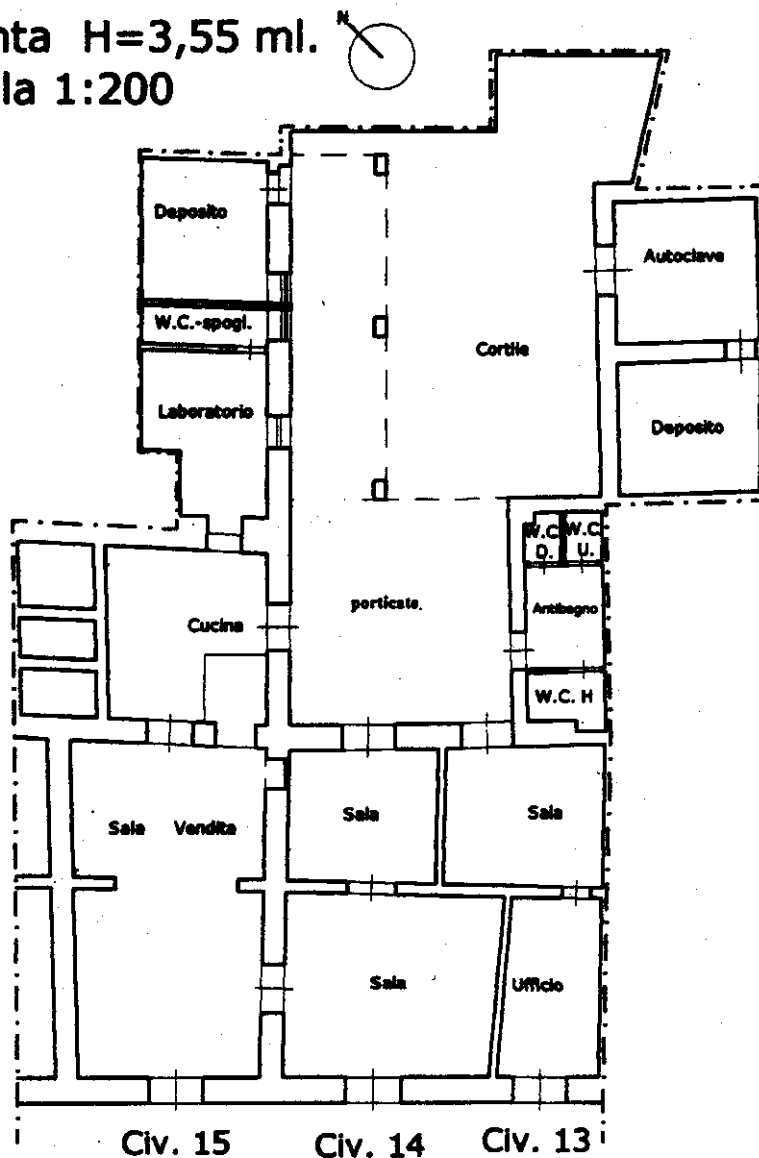 nta H=3,55 ml.
la 1:200
N
Deposito
Autoclave
W.C.-spogl.
Cortile
Laboratorio
Deposito
W.C. D.
W.C. U.
Cucina
porticato.
Antibagno
W.C. H
Sala Vendita
Sala
Sala
Sala
Ufficio
Civ. 15
Civ. 14
Civ. 13